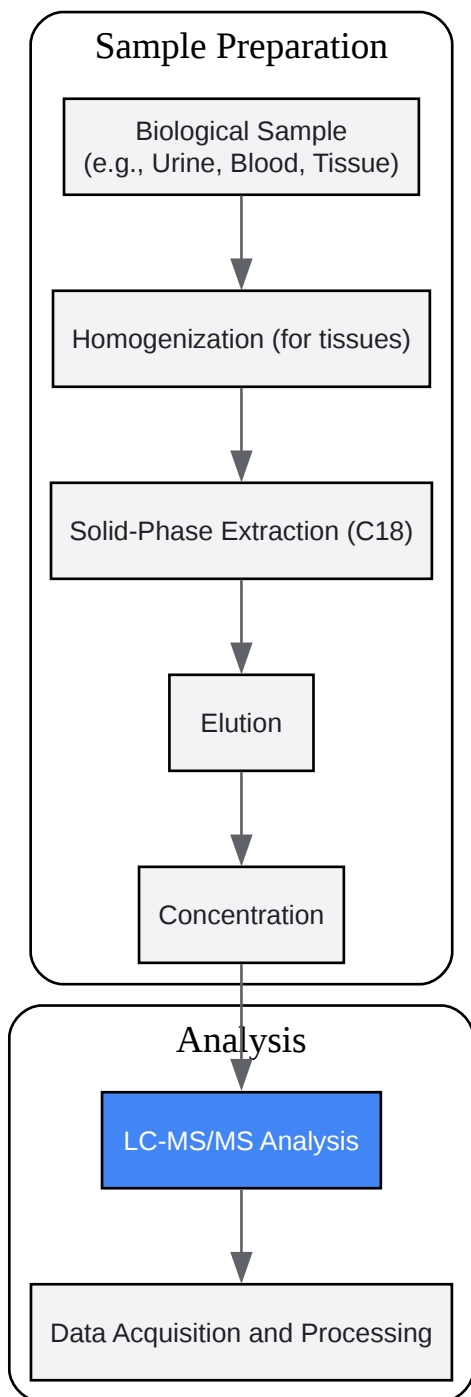 Sample Preparation
Biological Sample
(e.g., Urine, Blood, Tissue)
Homogenization (for tissues)
Solid-Phase Extraction (C18)
Elution
Concentration
Analysis
LC-MS/MS Analysis
Data Acquisition and Processing